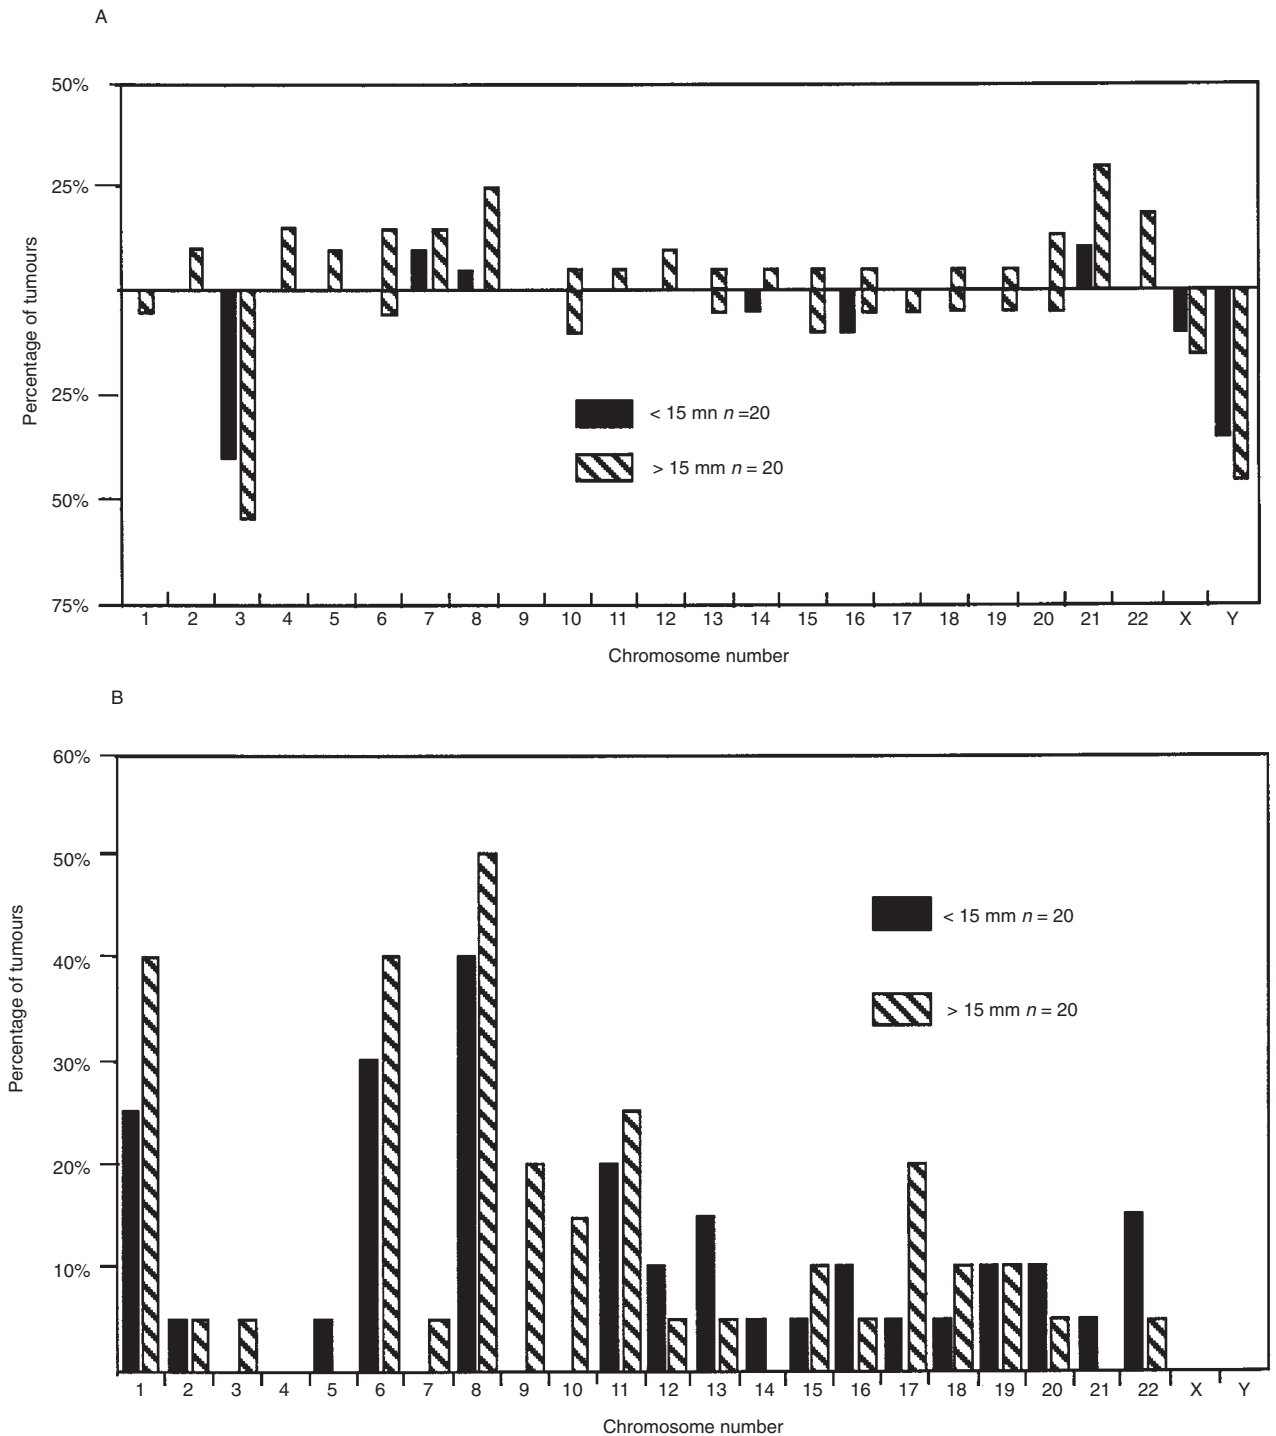 A
50%
25%
Percentage of tumours
25%
50%
75%
< 15 mn n =20
> 15 mm n = 20
1 2 3 4 5 6 7 8 9 10 11 12 13 14 15 16 17 18 19 20 21 22 X Y
Chromosome number
B
60%
50%
40%
30%
20%
10%
Percentage of tumours
< 15 mm n = 20
> 15 mm n = 20
1 2 3 4 5 6 7 8 9 10 11 12 13 14 15 16 17 18 19 20 21 22 X Y
Chromosome number